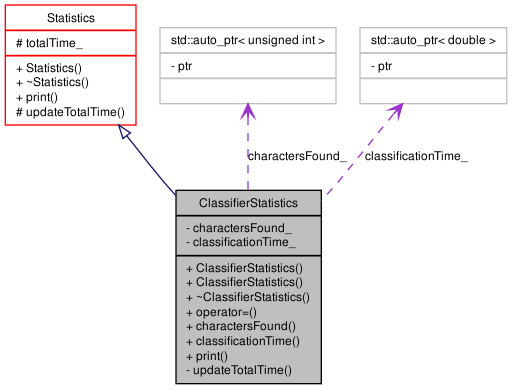 Statistics
# totalTime_
+ Statistics()
+ ~Statistics()
+ print()
# updateTotalTime()
std::auto_ptr< unsigned int >
- ptr
std::auto_ptr< double >
- ptr
charactersFound_
classificationTime_
ClassifierStatistics
- charactersFound_
- classificationTime_
+ ClassifierStatistics()
+ ClassifierStatistics()
+ ~ClassifierStatistics()
+ operator=()
+ charactersFound()
+ classificationTime()
+ print()
- updateTotalTime()